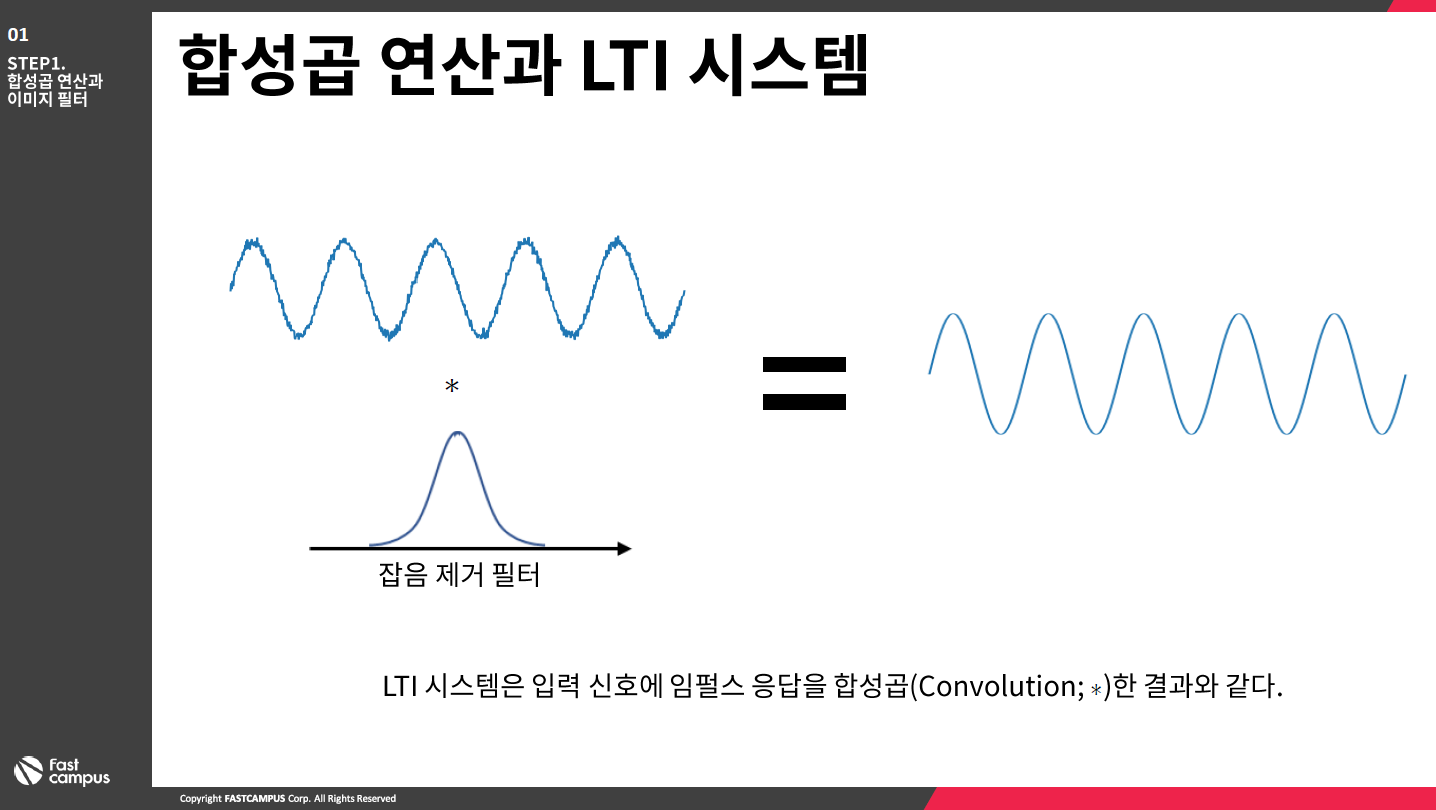 01
STEP1.
합성곱 연산과
이미지 필터
합성곱 연산과 LTI 시스템
*
잡음 제거 필터
LTI 시스템은 입력 신호에 임펄스 응답을 합성곱(Convolution; *)한 결과와 같다.
Fast
campus
Copyright FASTCAMPUS Corp. All Rights Reserved